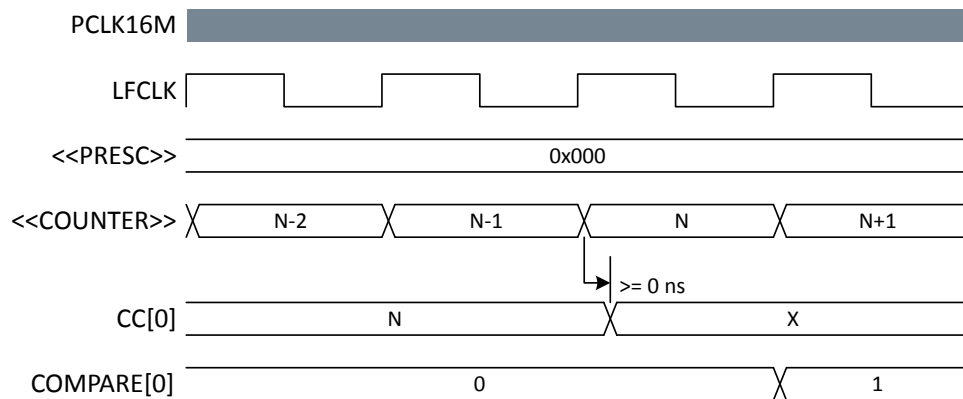 PCLK16M
LFCLK
<<PRESC>> 0x000
<<COUNTER>> N-2 N-1 N N+1
>= 0 ns
CC[0] N X
COMPARE[0] 0 1